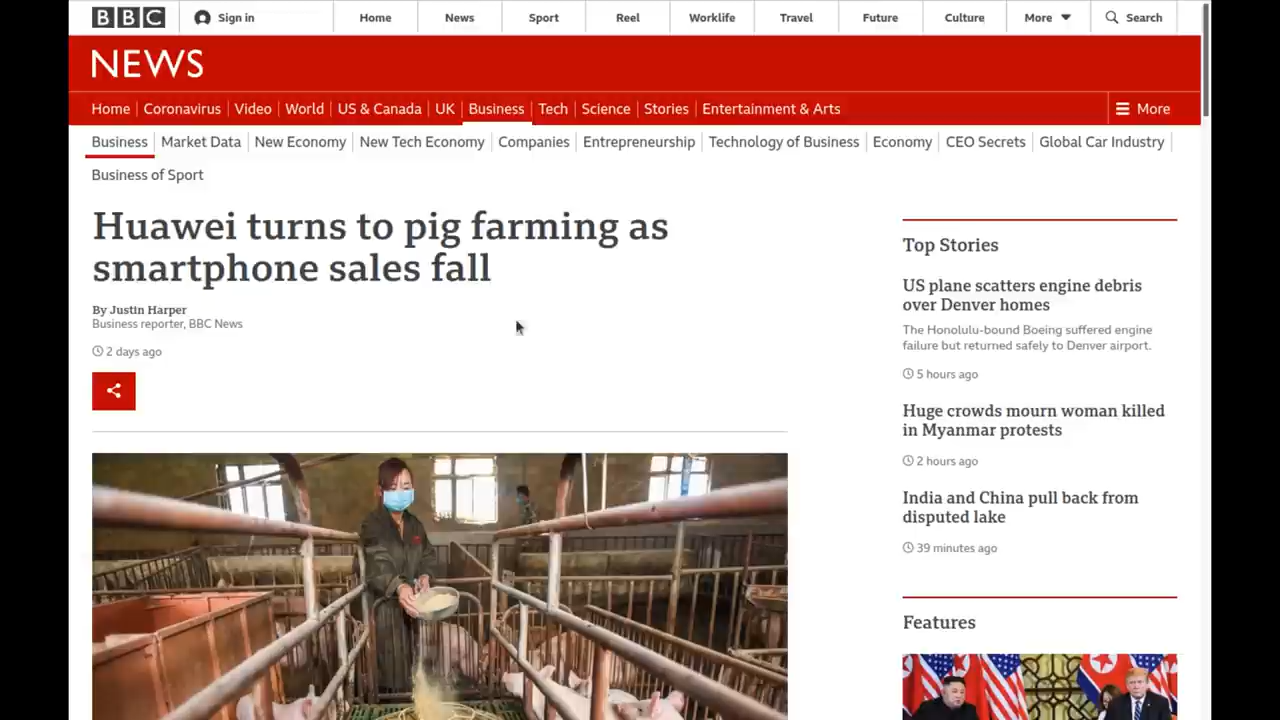 BBC
Sign in
Home
News
Sport
Reel
Worklife
Travel
Future
Culture
More
Search
NEWS
Home
Coronavirus
Video
World
US & Canada
UK
Business
Tech
Science
Stories
Entertainment & Arts
More
Business
Market Data
New Economy
New Tech Economy
Companies
Entrepreneurship
Technology of Business
Economy
CEO Secrets
Global Car Industry
Business of Sport
Huawei turns to pig farming as
smartphone sales fall
By Justin Harper
Business reporter, BBC News
2 days ago
Top Stories
US plane scatters engine debris
over Denver homes
The Honolulu-bound Boeing suffered engine
failure but returned safely to Denver airport.
5 hours ago
Huge crowds mourn woman killed
in Myanmar protests
2 hours ago
India and China pull back from
disputed lake
39 minutes ago
Features